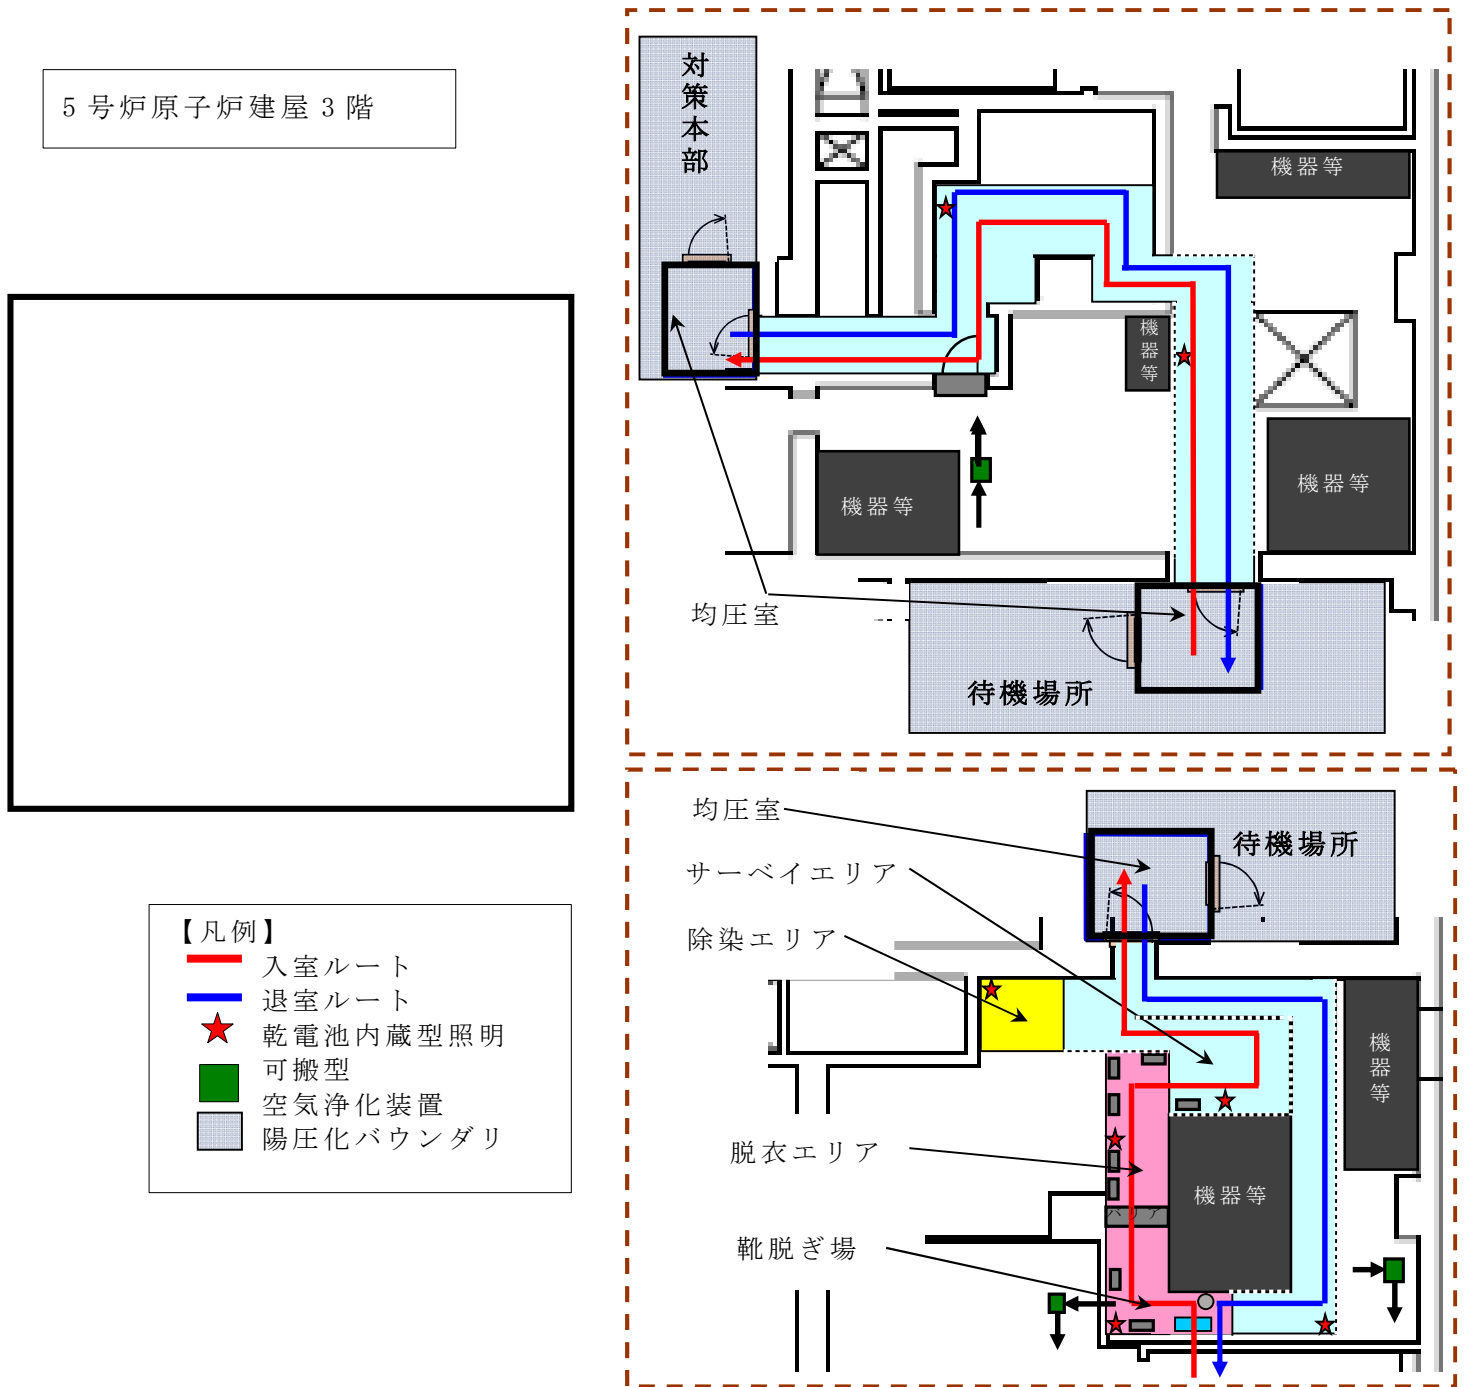 5号炉原子炉建屋3階
対策本部
機器等
機器等
機器等
機器等
均圧室
待機場所
均圧室
待機場所
サーベイエリア
除染エリア
機器等
脱衣エリア
機器等
バリア
靴脱ぎ場
【凡例】
入室ルート
退室ルート
乾電池内蔵型照明
可搬型
空気浄化装置
陽圧化バウンダリ